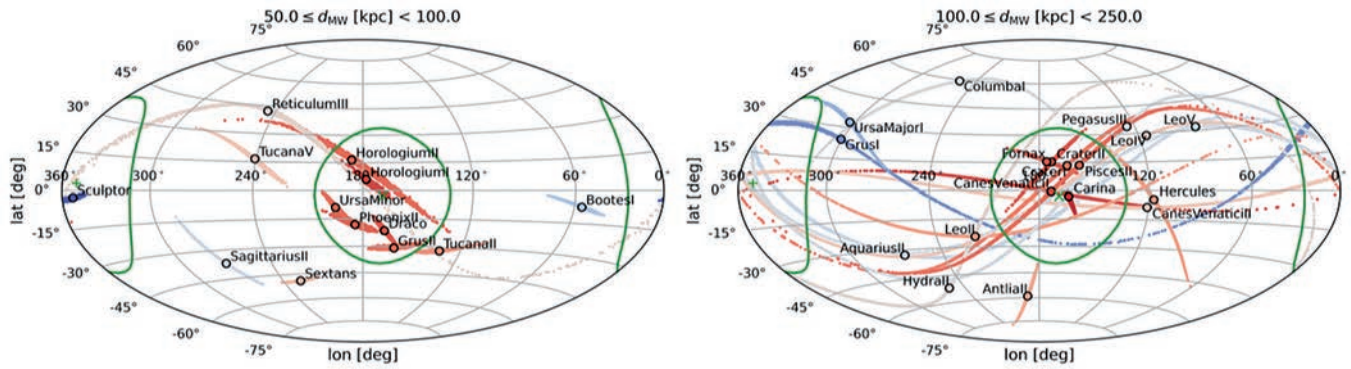 50.0 ≤ d_MW [kpc] < 100.0
75°
60°
45°
30°
15°
0°
-15°
-30°
-45°
-60°
-75°
lat [deg]
lon [deg]
360°
300°
240°
180°
120°
60°
0°
ReticulumIII
TucanaV
HorologiumII
HorologiumI
Sculptor
UrsaMinor
PhoenixII
Draco
GrusII
TucanaII
BootesI
SagittariusII
Sextans
100.0 ≤ d_MW [kpc] < 250.0
75°
60°
45°
30°
15°
0°
-15°
-30°
-45°
-60°
-75°
lat [deg]
lon [deg]
360°
300°
240°
120°
60°
0°
ColumbaI
UrsaMajorI
GrusI
PegasusIII
LeoV
LeoIV
Fornax
CraterII
CraterI
PiscesII
CanesVenaticiI
Carina
Hercules
CanesVenaticiII
LeoII
AquariusII
HydraII
AntliaII